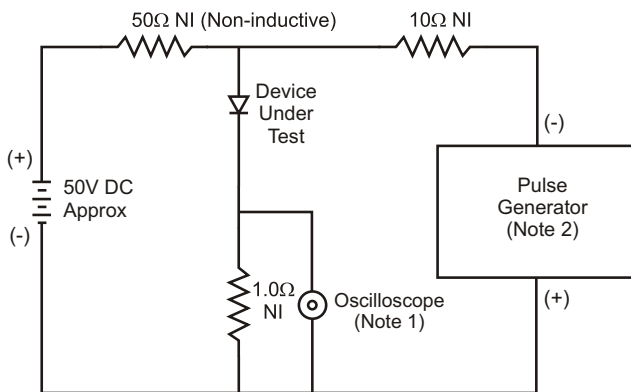 50Ω NI (Non-inductive)
10Ω NI
Device
Under
Test
(-)
(+)
50V DC
Approx
(-)
Pulse
Generator
(Note 2)
1.0Ω
NI
Oscilloscope
(Note 1)
(+)